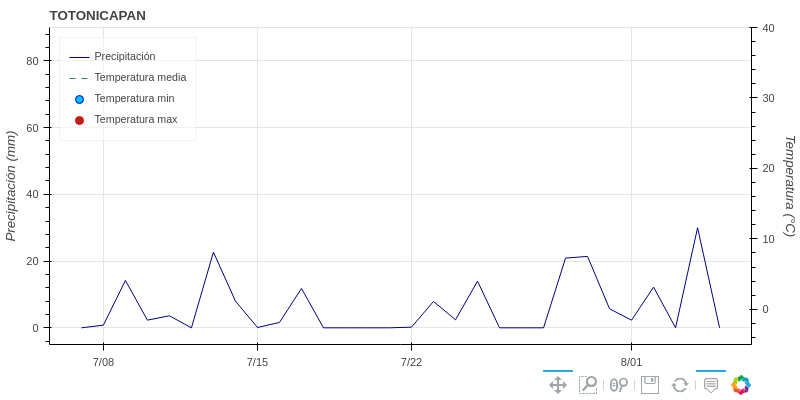 TOTONICAPAN
Precipitación
Temperatura media
Temperatura min
Temperatura max
Precipitación (mm)
80
60
40
20
0
40
30
20
10
0
Temperatura (°C)
7/08
7/15
7/22
8/01